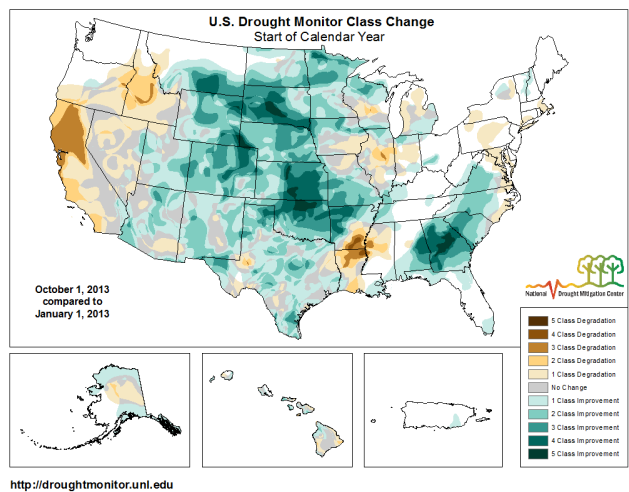 U.S. Drought Monitor Class Change
Start of Calendar Year
October 1, 2013
compared to
January 1, 2013
National Drought Mitigation Center
5 Class Degradation
4 Class Degradation
3 Class Degradation
2 Class Degradation
1 Class Degradation
No Change
1 Class Improvement
2 Class Improvement
3 Class Improvement
4 Class Improvement
5 Class Improvement
http://droughtmonitor.unl.edu